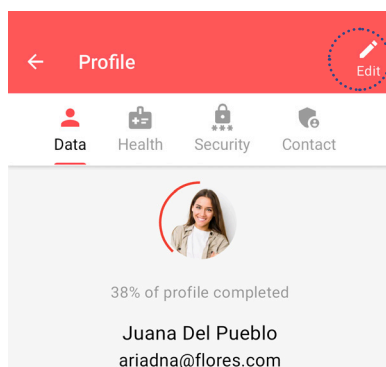 Profile
Edit
Data Health Security Contact
38% of profile completed
Juana Del Pueblo
ariadna@flores.com